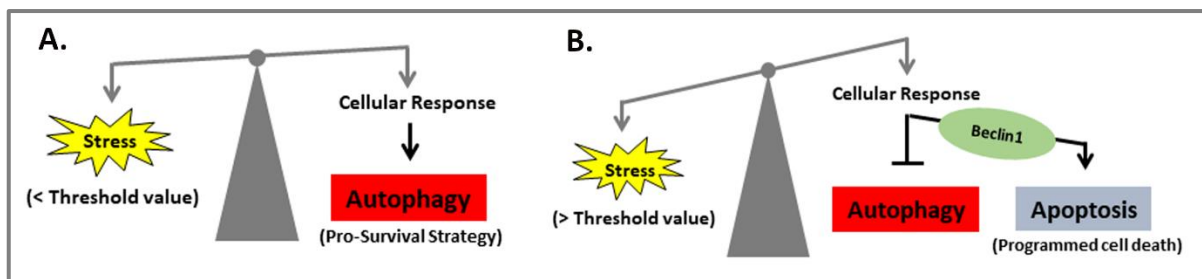 A.
Stress
(< Threshold value)
Cellular Response
Autophagy
(Pro-Survival Strategy)
B.
Stress
(> Threshold value)
Cellular Response
Beclin1
Autophagy
Apoptosis
(Programmed cell death)